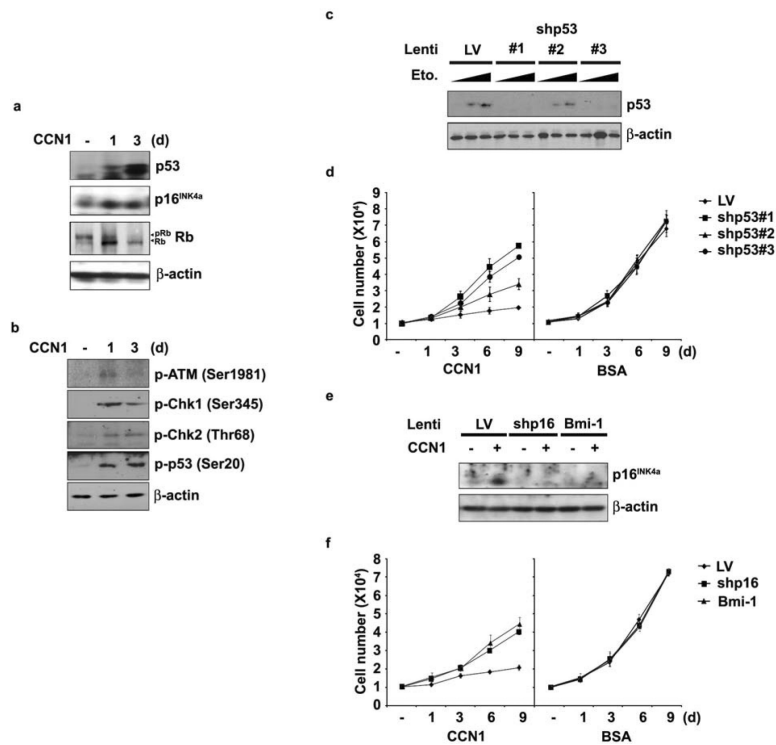 a
CCN1 - 1 3 (d)
p53
p16INK4a
pRb
Rb
Rb
β-actin
b
CCN1 - 1 3 (d)
p-ATM (Ser1981)
p-Chk1 (Ser345)
p-Chk2 (Thr68)
p-p53 (Ser20)
β-actin
c
shp53
Lenti LV #1 #2 #3
Eto.
p53
β-actin
d
Cell number (X10⁴)
9
8
7
6
5
4
3
2
1
0
- 1 3 6 9 - 1 3 6 9 (d)
CCN1 BSA
LV
shp53#1
shp53#2
shp53#3
e
Lenti LV shp16 Bmi-1
CCN1 - + - + - +
p16INK4a
β-actin
f
Cell number (X10⁴)
8
7
6
5
4
3
2
1
0
- 1 3 6 9 - 1 3 6 9 (d)
CCN1 BSA
LV
shp16
Bmi-1